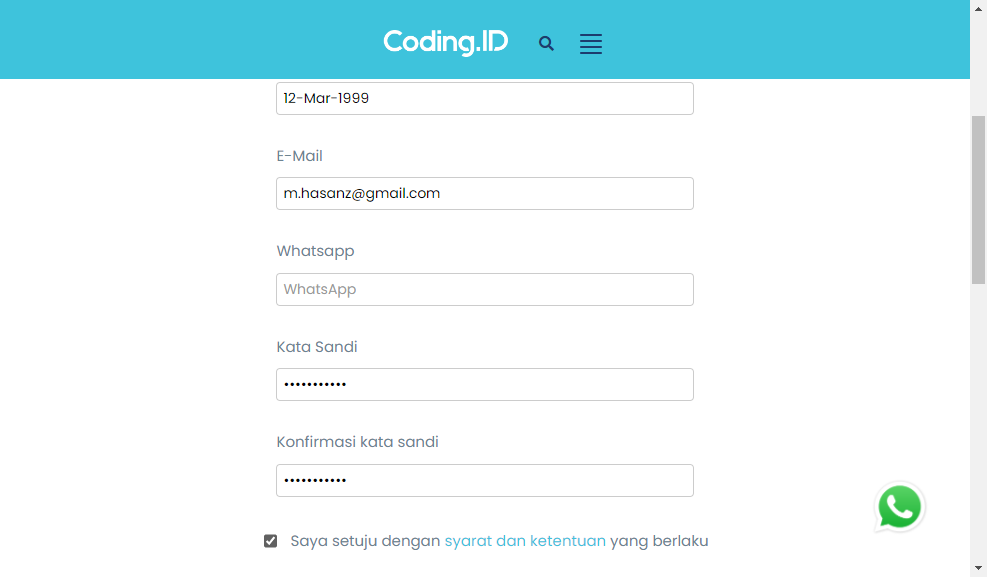 Coding.ID
12-Mar-1999
E-Mail
m.hasanz@gmail.com
Whatsapp
WhatsApp
Kata Sandi
•••••••••••
Konfirmasi kata sandi
•••••••••••
Saya setuju dengan syarat dan ketentuan yang berlaku